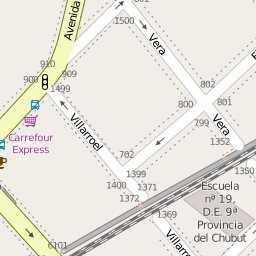 Avenida
1500
Vera
910
909
900
1499
Villarroel
Carrefour
Express
802
801
800
799
Vera
1352
1350
702
1399
1400
1371
1372
1369
Villarr
6101
Escuela
nª 19,
D.E. 9ª
Provincia
del Chubut